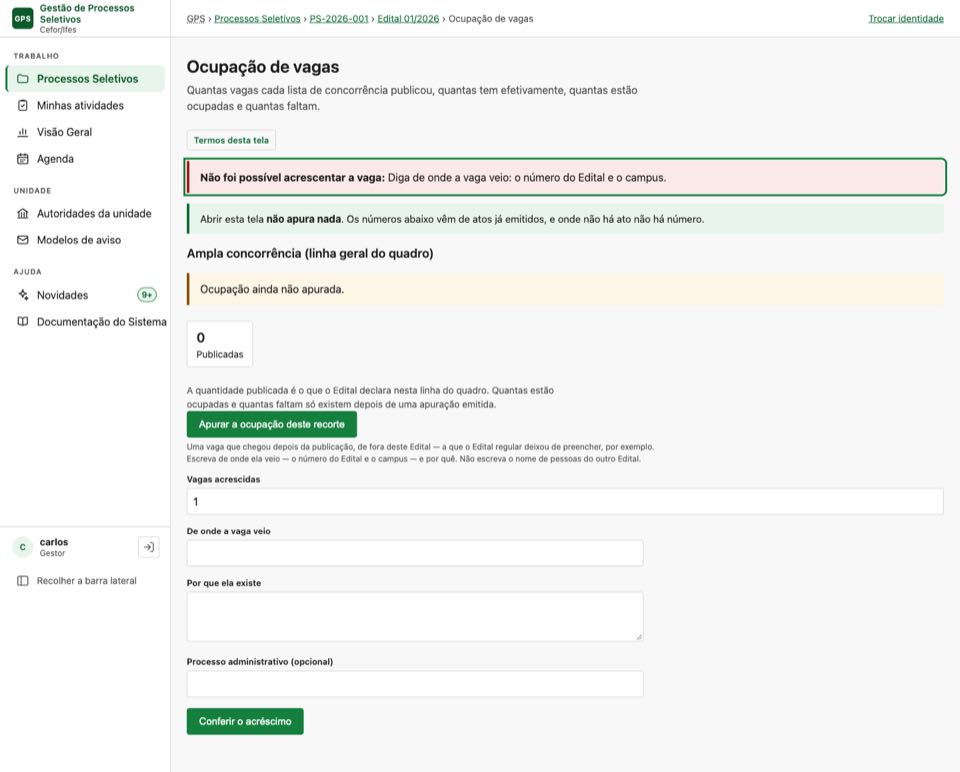 GPS
Gestão de Processos
Seletivos
Cefor/Ifes
TRABALHO
Processos Seletivos
Minhas atividades
Visão Geral
Agenda
UNIDADE
Autoridades da unidade
Modelos de aviso
AJUDA
Novidades 9+
Documentação do Sistema
C
carlos
Gestor
Recolher a barra lateral
GPS › Processos Seletivos › PS-2026-001 › Edital 01/2026 › Ocupação de vagas
Trocar identidade
Ocupação de vagas
Quantas vagas cada lista de concorrência publicou, quantas tem efetivamente, quantas estão
ocupadas e quantas faltam.
Termos desta tela
Não foi possível acrescentar a vaga: Diga de onde a vaga veio: o número do Edital e o campus.
Abrir esta tela não apura nada. Os números abaixo vêm de atos já emitidos, e onde não há ato não há número.
Ampla concorrência (linha geral do quadro)
Ocupação ainda não apurada.
0
Publicadas
A quantidade publicada é o que o Edital declara nesta linha do quadro. Quantas estão
ocupadas e quantas faltam só existem depois de uma apuração emitida.
Apurar a ocupação deste recorte
Uma vaga que chegou depois da publicação, de fora deste Edital — a que o Edital regular deixou de preencher, por exemplo.
Escreva de onde ela veio — o número do Edital e o campus — e por quê. Não escreva o nome de pessoas do outro Edital.
Vagas acrescidas
1
De onde a vaga veio
Por que ela existe
Processo administrativo (opcional)
Conferir o acréscimo